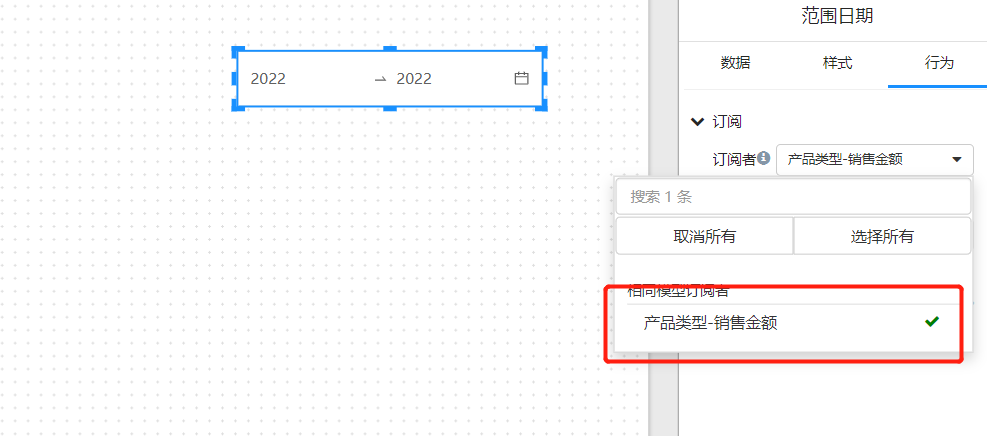 范围日期
数据 样式 行为
2022 → 2022
订阅
订阅者 产品类型-销售金额
搜索 1 条
取消所有 选择所有
相同模型订阅者
产品类型-销售金额